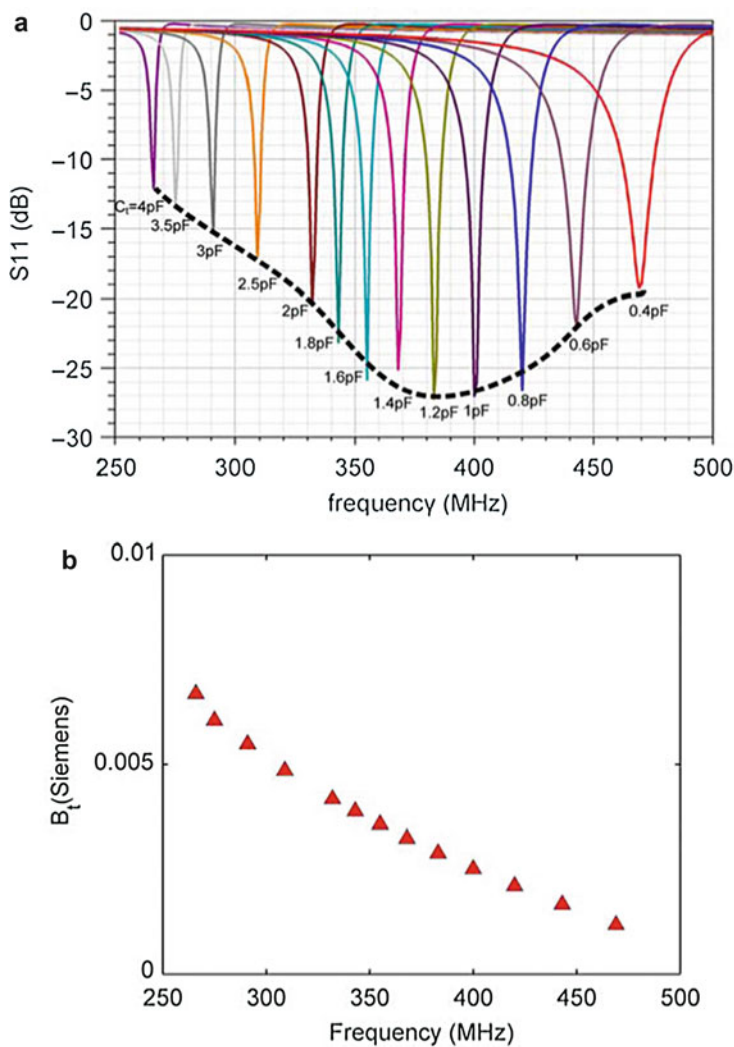 a
0
−5
−10
−15
−20
−25
−30
S11 (dB)
Cₜ=4pF
3.5pF
3pF
2.5pF
2pF
1.8pF
1.6pF
1.4pF
1.2pF
1pF
0.8pF
0.6pF
0.4pF
250 300 350 400 450 500
frequency (MHz)
b
0.01
0.005
0
Bₜ(Siemens)
250 300 350 400 450 500
Frequency (MHz)